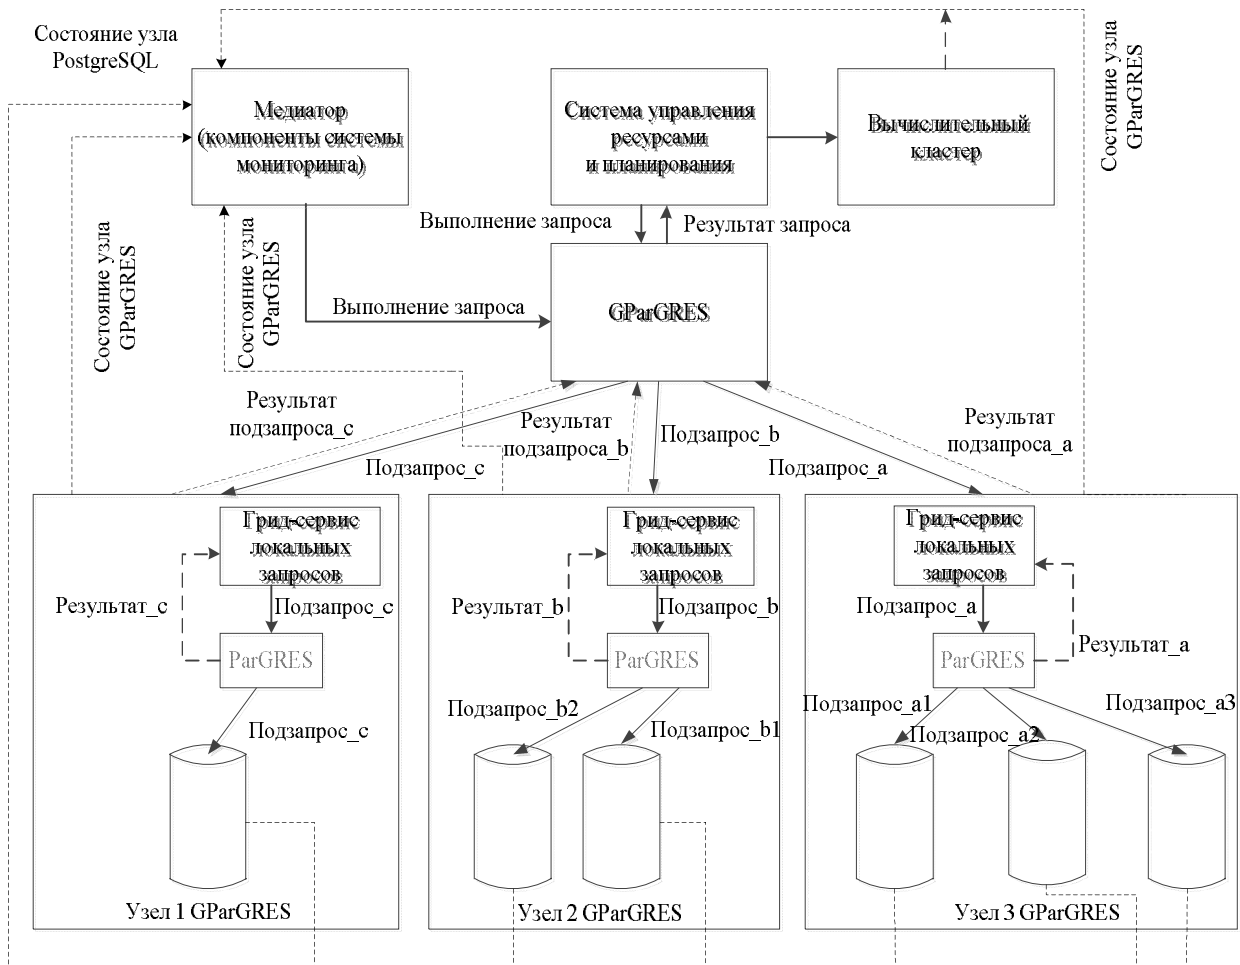 Состояние узла
PostgreSQL
Медиатор
(компоненты системы
мониторинга)
Система управления
ресурсами
и планирования
Вычислительный
кластер
Состояние узла
GParGRES
Выполнение запроса
Результат запроса
Состояние узла
GParGRES
Состояние узла
GParGRES
Выполнение запроса
GParGRES
Результат
подзапроса_c
Результат
подзапроса_b
Подзапрос_b
Результат
подзапроса_a
Подзапрос_c
Подзапрос_a
Грид-сервис
локальных
запросов
Результат_c
Подзапрос_c
ParGRES
Подзапрос_c
Узел 1 GParGRES
Грид-сервис
локальных
запросов
Результат_b
Подзапрос_b
ParGRES
Подзапрос_b2
Подзапрос_b1
Узел 2 GParGRES
Грид-сервис
локальных
запросов
Подзапрос_a
Результат_a
ParGRES
Подзапрос_a1
Подзапрос_a2
Подзапрос_a3
Узел 3 GParGRES